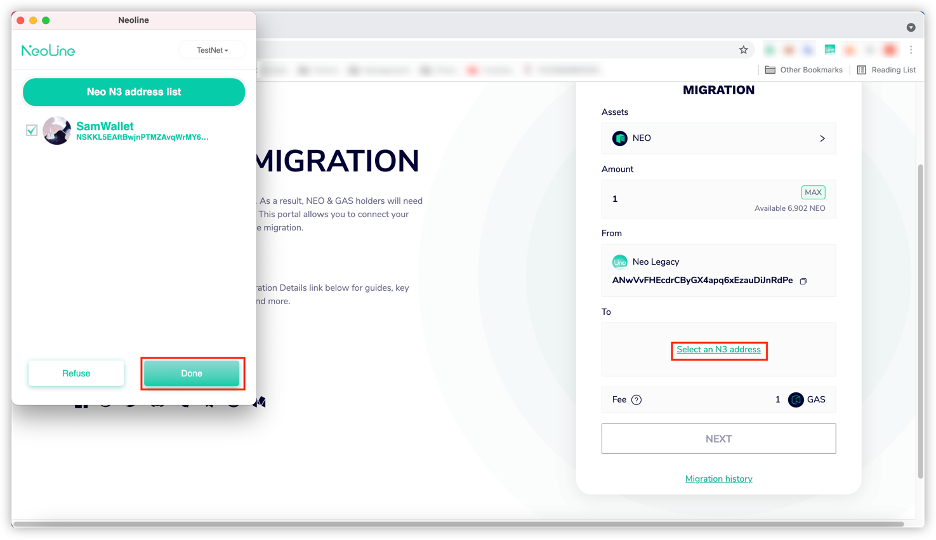 Neoline
NeoLine
TestNet
Neo N3 address list
SamWallet
NSKKL5EAftBwjnPTMZAvqWrMY6...
Refuse
Done
Other Bookmarks
Reading List
MIGRATION
. As a result, NEO & GAS holders will need
This portal allows you to connect your
e migration.
ration Details link below for guides, key
nd more.
MIGRATION
Assets
NEO
Amount
1
MAX
Available 6,902 NEO
From
Neo Legacy
ANwVvFHEcdrCByGX4apq6xEzauDiJnRdPe
To
Select an N3 address
Fee ?
1 GAS
NEXT
Migration history